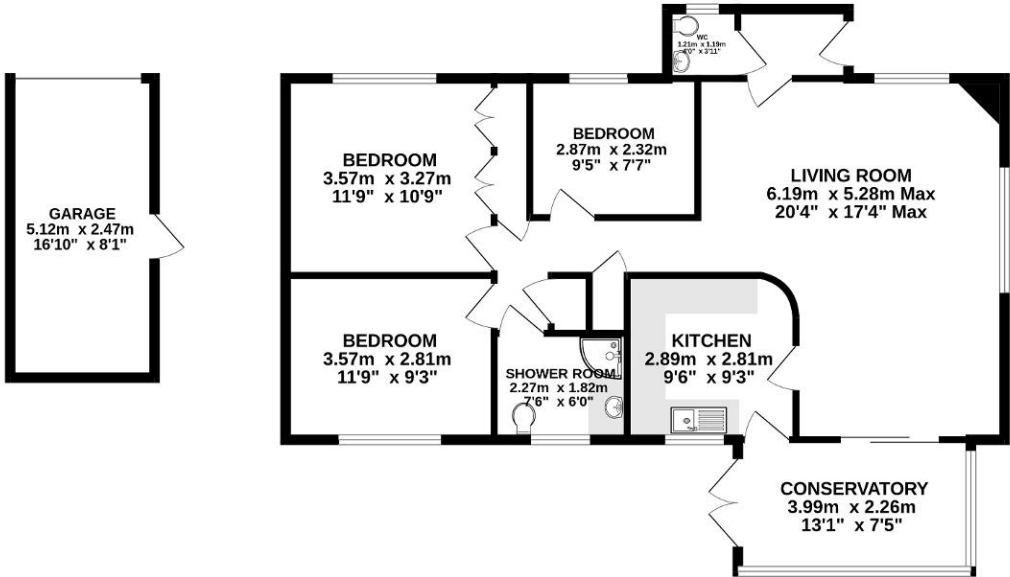 WC
1.21m x 1.19m
4'0" x 3'11"
BEDROOM
3.57m x 3.27m
11'9" x 10'9"
BEDROOM
2.87m x 2.32m
9'5" x 7'7"
LIVING ROOM
6.19m x 5.28m Max
20'4" x 17'4" Max
GARAGE
5.12m x 2.47m
16'10" x 8'1"
BEDROOM
3.57m x 2.81m
11'9" x 9'3"
SHOWER ROOM
2.27m x 1.82m
7'6" x 6'0"
KITCHEN
2.89m x 2.81m
9'6" x 9'3"
CONSERVATORY
3.99m x 2.26m
13'1" x 7'5"